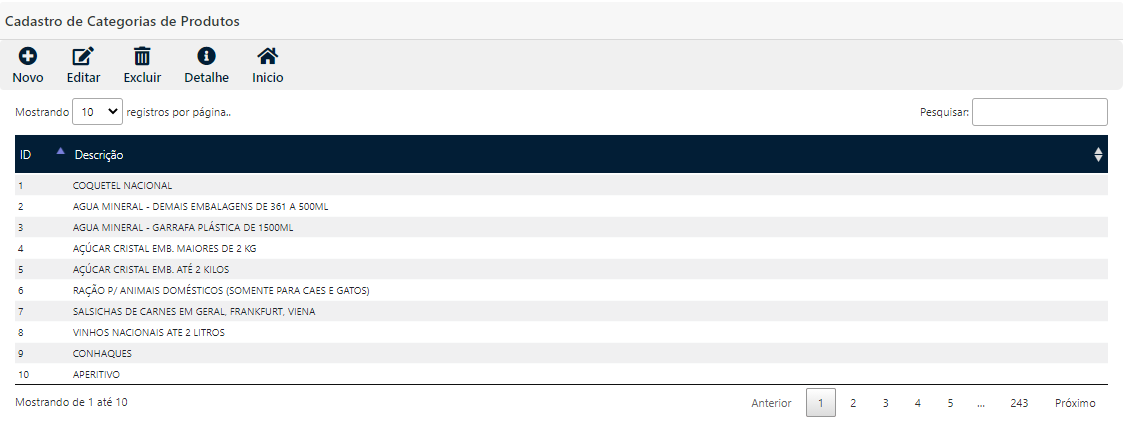 Cadastro de Categorias de Produtos
Novo Editar Excluir Detalhe Inicio
Mostrando 10 registros por página.. Pesquisar:
ID Descrição
1 COQUETEL NACIONAL
2 AGUA MINERAL - DEMAIS EMBALAGENS DE 361 A 500ML
3 AGUA MINERAL - GARRAFA PLÁSTICA DE 1500ML
4 AÇÚCAR CRISTAL EMB. MAIORES DE 2 KG
5 AÇÚCAR CRISTAL EMB. ATÉ 2 KILOS
6 RAÇÃO P/ ANIMAIS DOMÉSTICOS (SOMENTE PARA CAES E GATOS)
7 SALSICHAS DE CARNES EM GERAL, FRANKFURT, VIENA
8 VINHOS NACIONAIS ATE 2 LITROS
9 CONHAQUES
10 APERITIVO
Mostrando de 1 até 10 Anterior 1 2 3 4 5 ... 243 Próximo